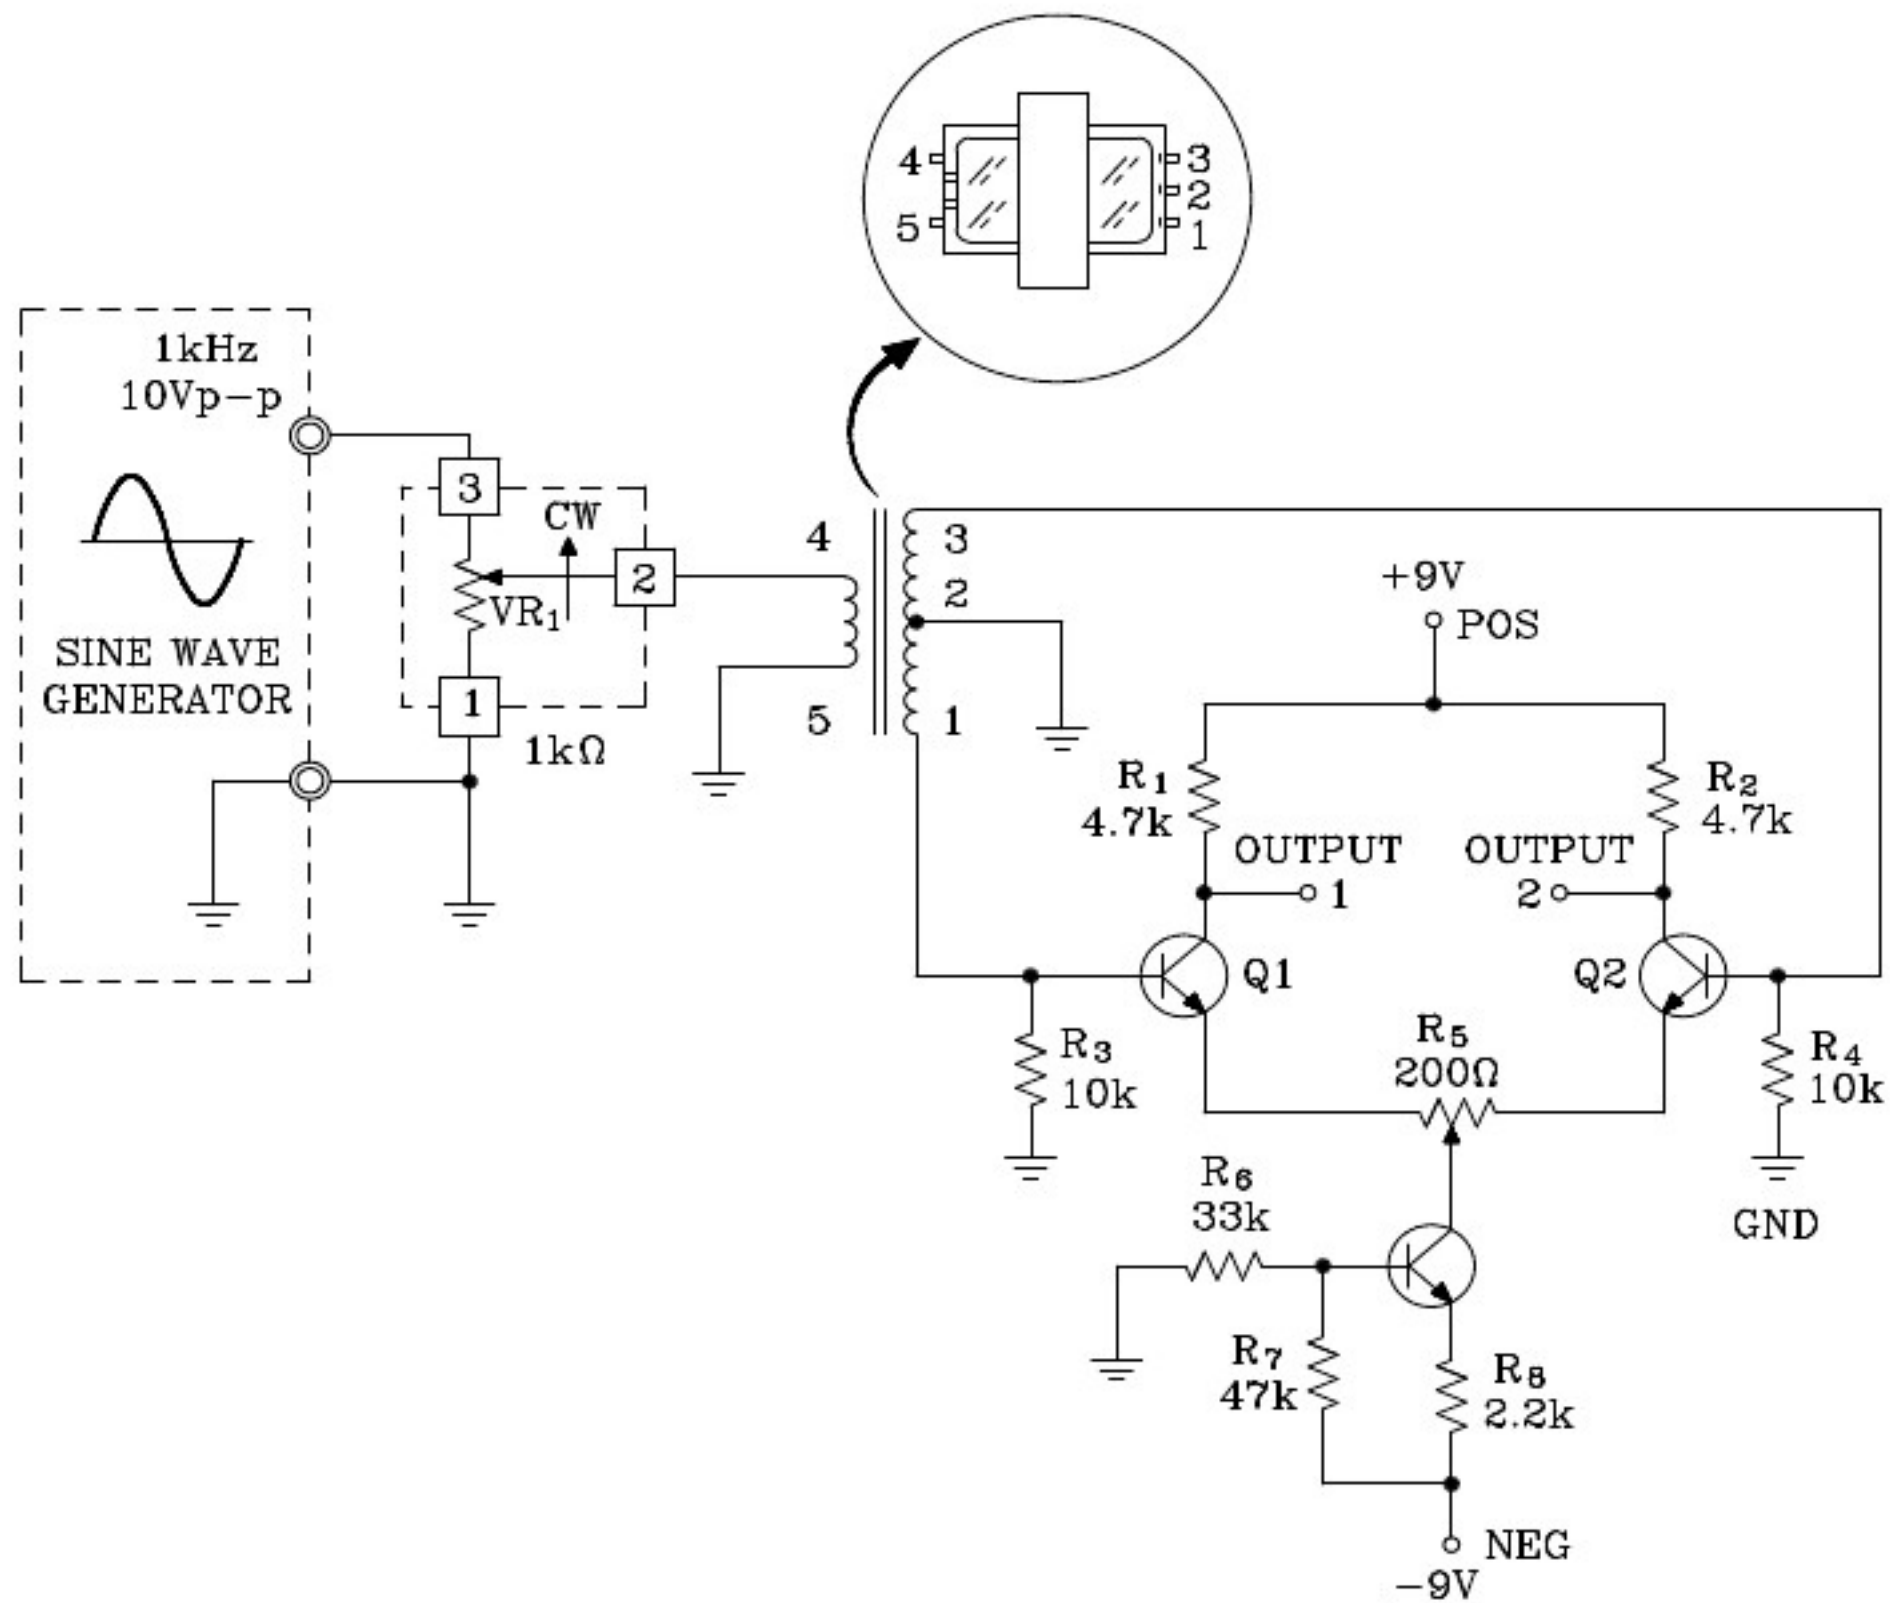 4
5
3
2
1
1kHz
10Vp-p
SINE WAVE
GENERATOR
3
CW
2
VR1
1
1kΩ
4
5
3
2
1
+9V
POS
R1
4.7k
R2
4.7k
OUTPUT
1
OUTPUT
2
Q1
Q2
R3
10k
R5
200Ω
R4
10k
GND
R6
33k
R7
47k
R8
2.2k
NEG
-9V